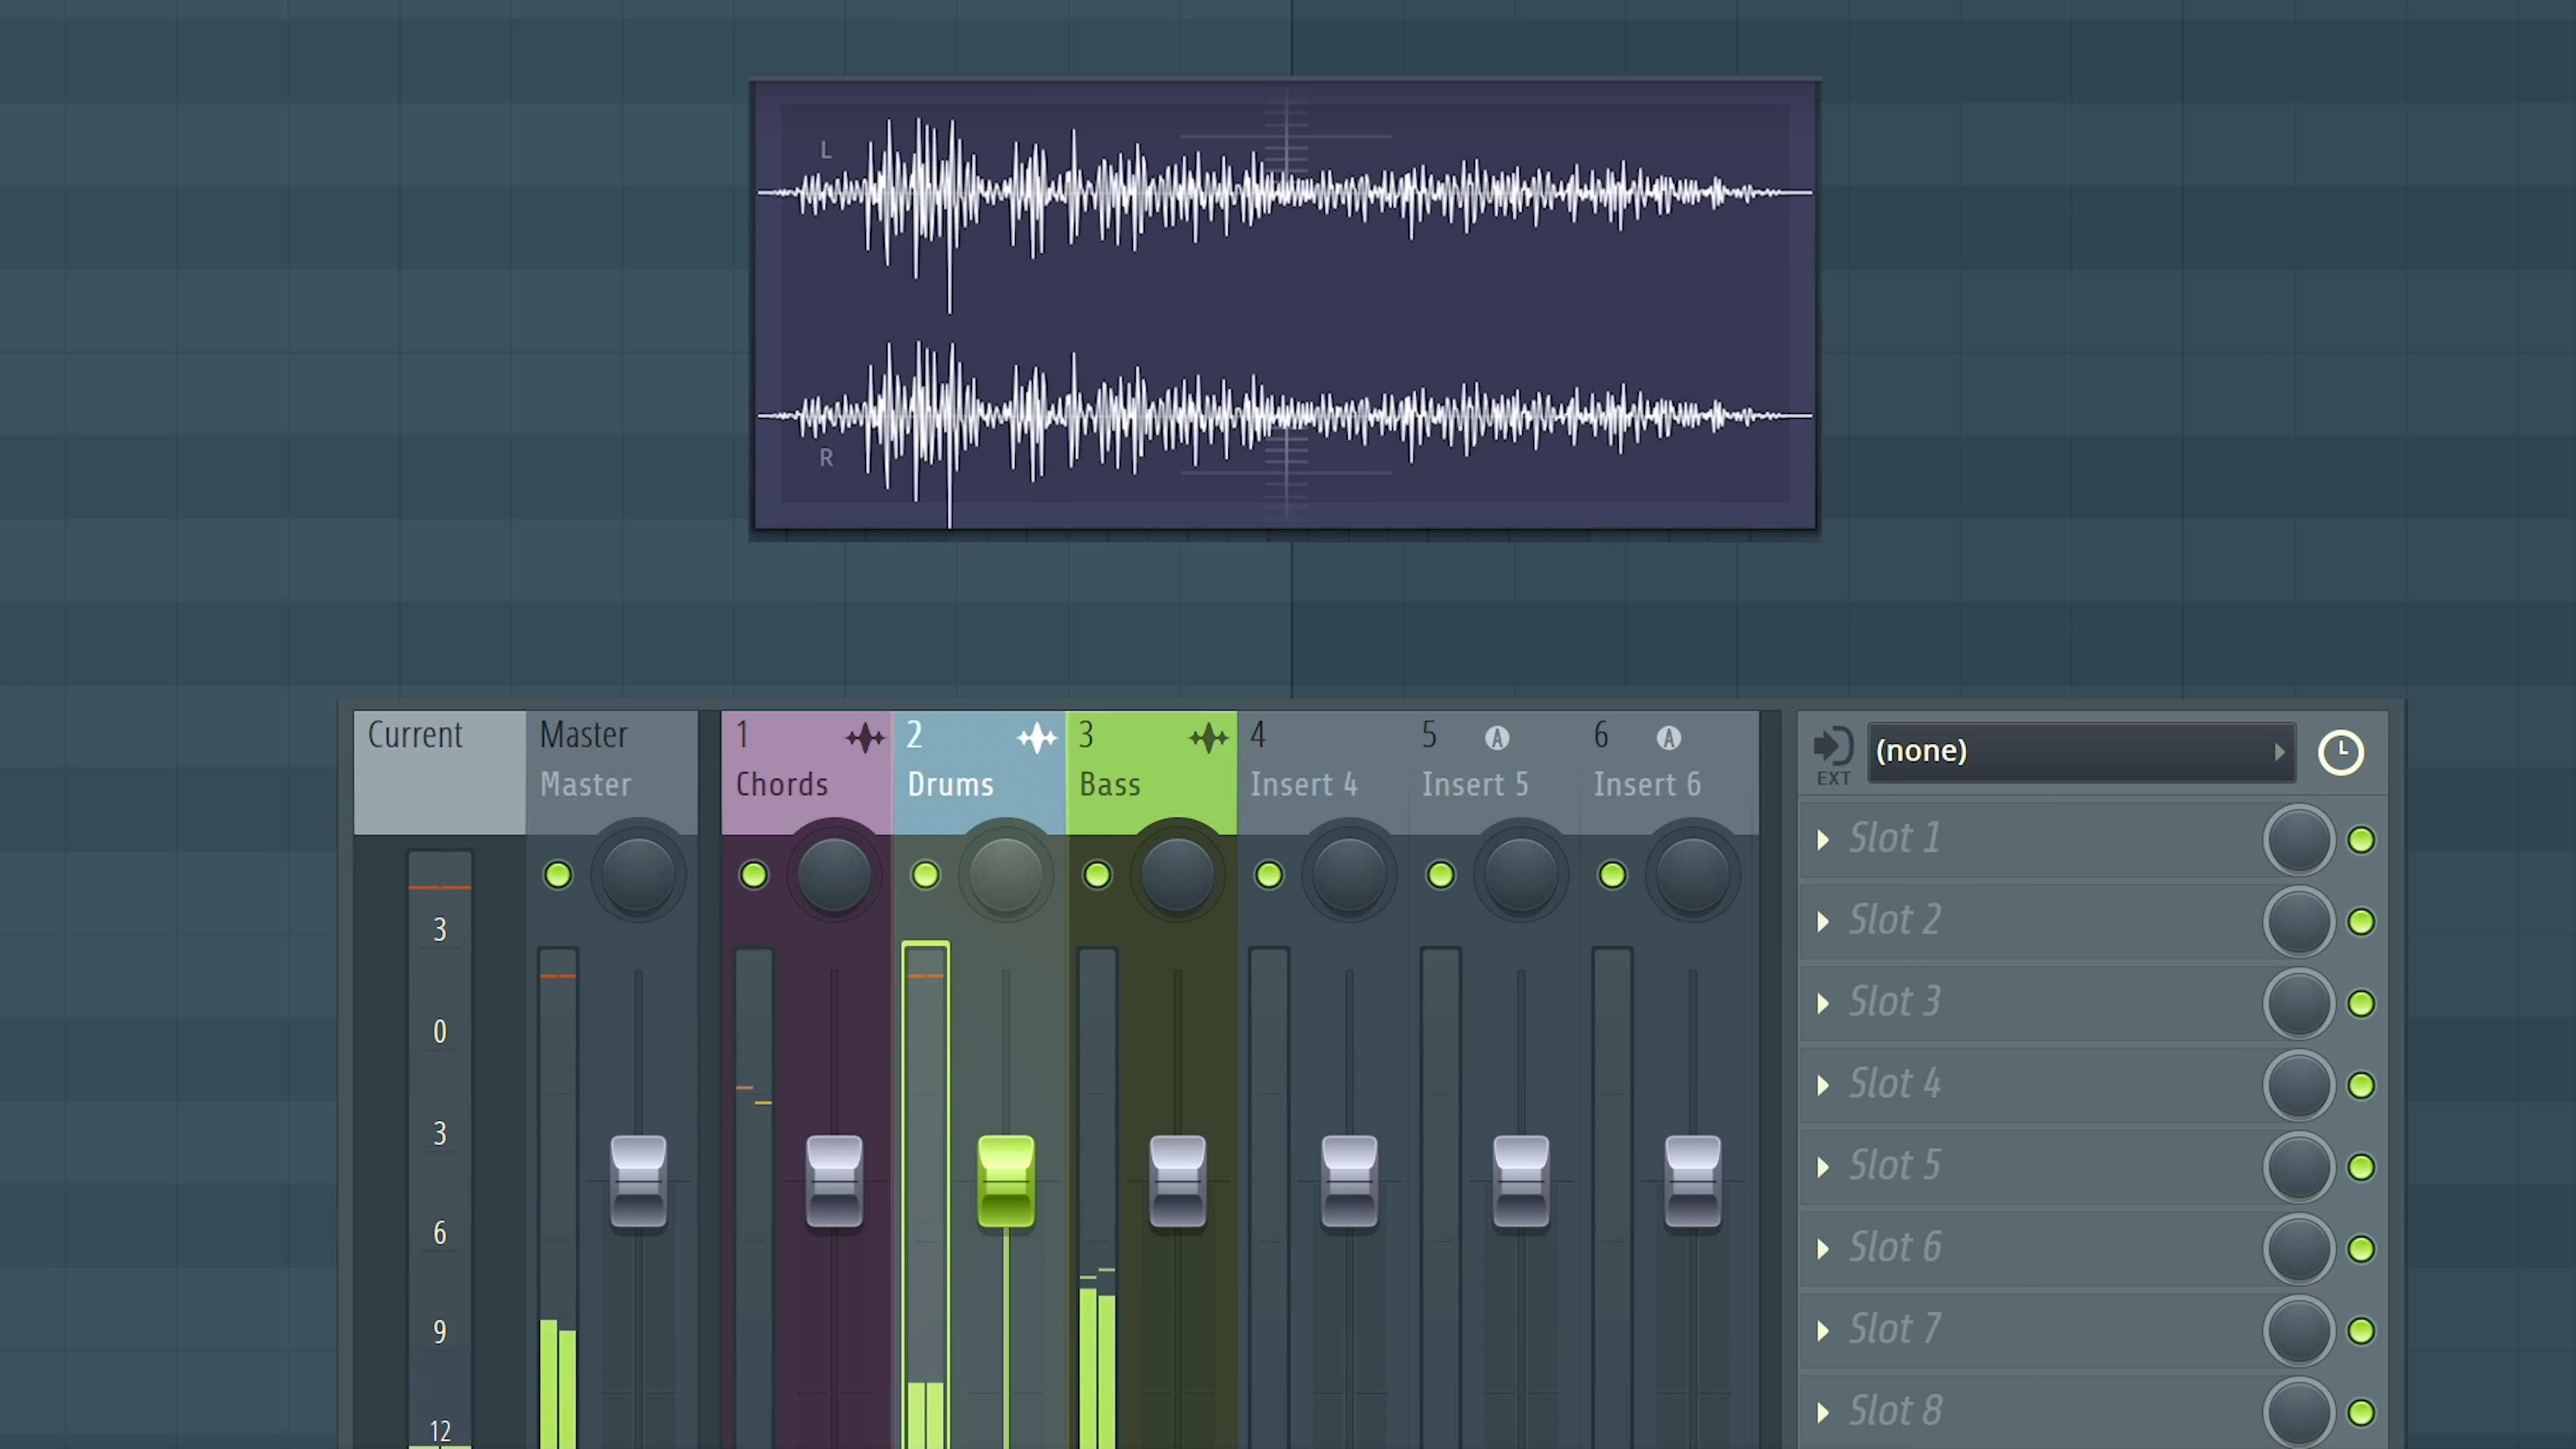 L
R
Current
Master
Master
1
Chords
2
Drums
3
Bass
4
Insert 4
5 A
Insert 5
6 A
Insert 6
EXT
(none)
3
0
3
6
9
12
Slot 1
Slot 2
Slot 3
Slot 4
Slot 5
Slot 6
Slot 7
Slot 8